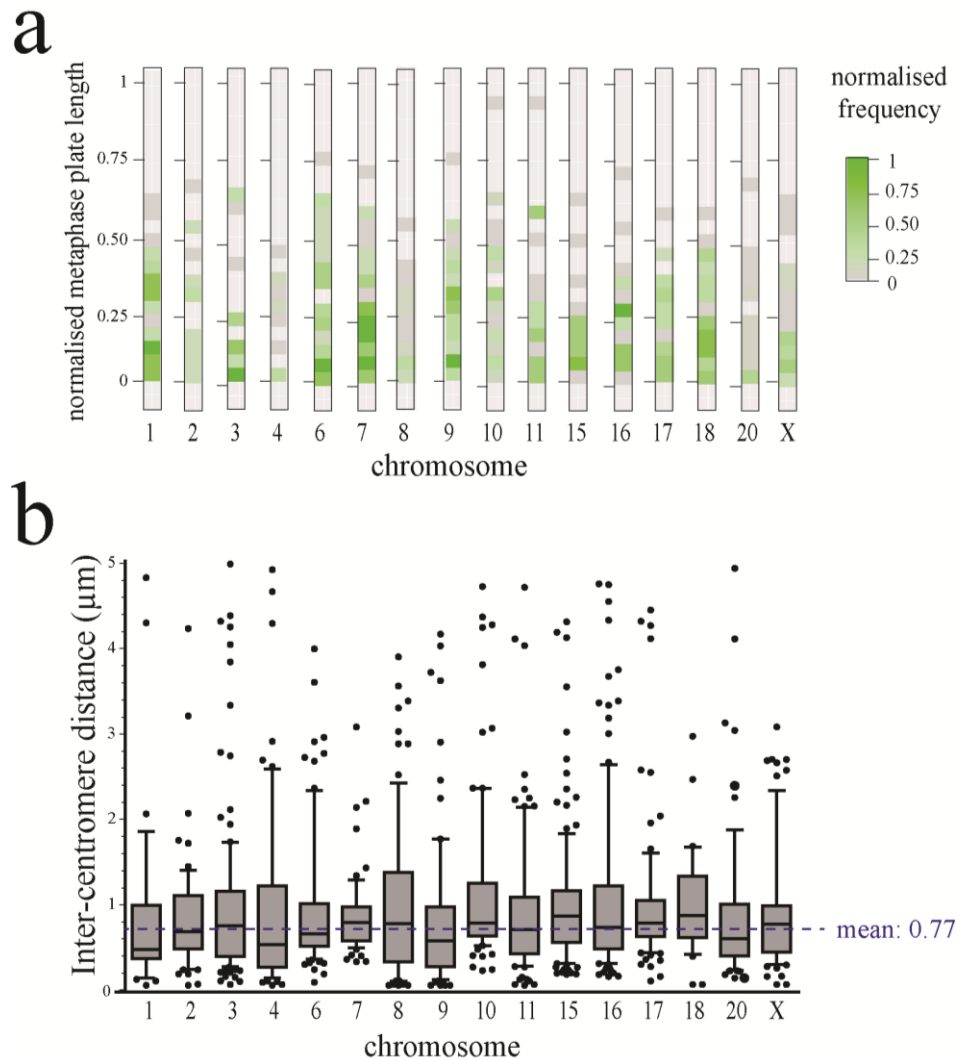 a
normalised metaphase plate length
1
0.75
0.50
0.25
0
1 2 3 4 6 7 8 9 10 11 15 16 17 18 20 X
chromosome
normalised
frequency
1
0.75
0.50
0.25
0
b
Inter-centromere distance (μm)
5
4
3
2
1
0
mean: 0.77
1 2 3 4 6 7 8 9 10 11 15 16 17 18 20 X
chromosome